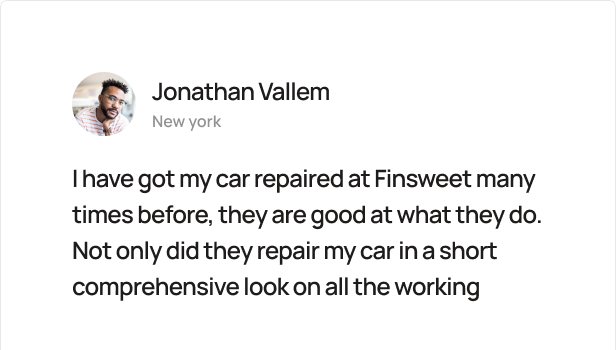 Jonathan Vallem
New york
I have got my car repaired at Finsweet many
times before, they are good at what they do.
Not only did they repair my car in a short
comprehensive look on all the working